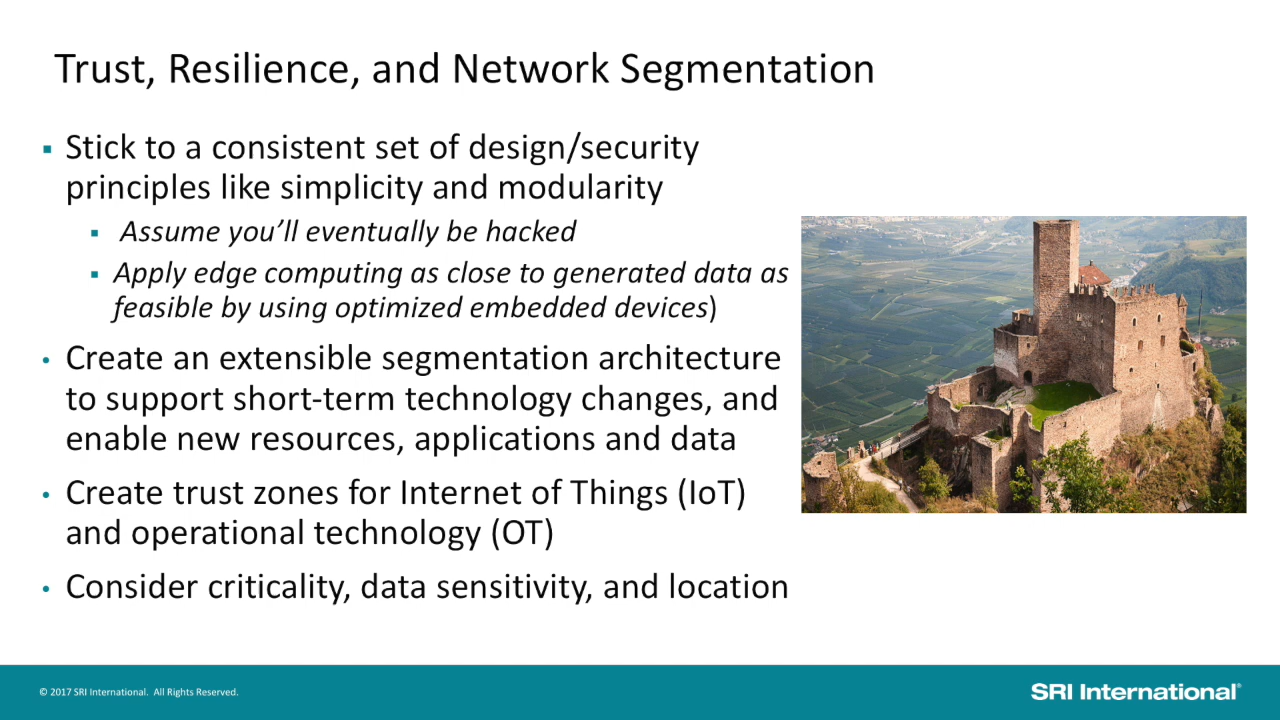 Trust, Resilience, and Network Segmentation
▪ Stick to a consistent set of design/security
principles like simplicity and modularity
▪ Assume you’ll eventually be hacked
▪ Apply edge computing as close to generated data as
feasible by using optimized embedded devices)
• Create an extensible segmentation architecture
to support short-term technology changes, and
enable new resources, applications and data
• Create trust zones for Internet of Things (IoT)
and operational technology (OT)
• Consider criticality, data sensitivity, and location
© 2017 SRI International. All Rights Reserved.
SRI International®